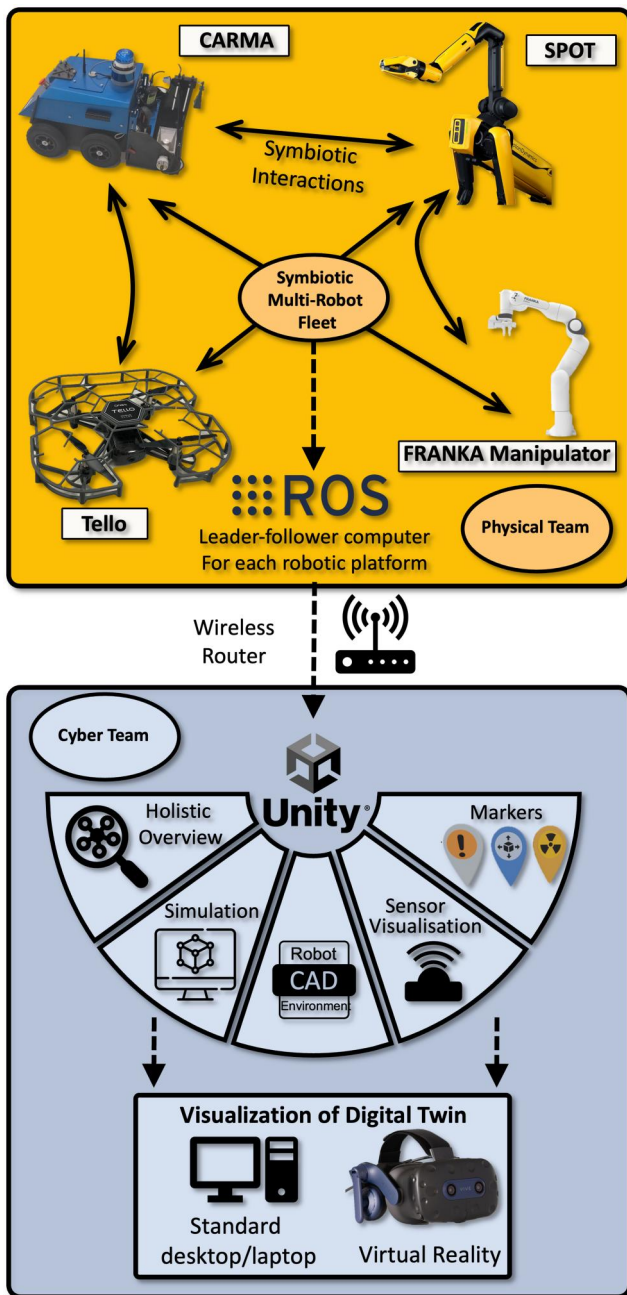 CARMA
SPOT
Symbiotic
Interactions
Symbiotic
Multi-Robot
Fleet
TELLO
FRANKA Manipulator
Tello
ROS
Leader-follower computer
For each robotic platform
Physical Team
Wireless
Router
Cyber Team
Unity®
Holistic
Overview
Markers
Simulation
Sensor
Visualisation
Robot
CAD
Environment
Visualization of Digital Twin
Standard
desktop/laptop
Virtual Reality